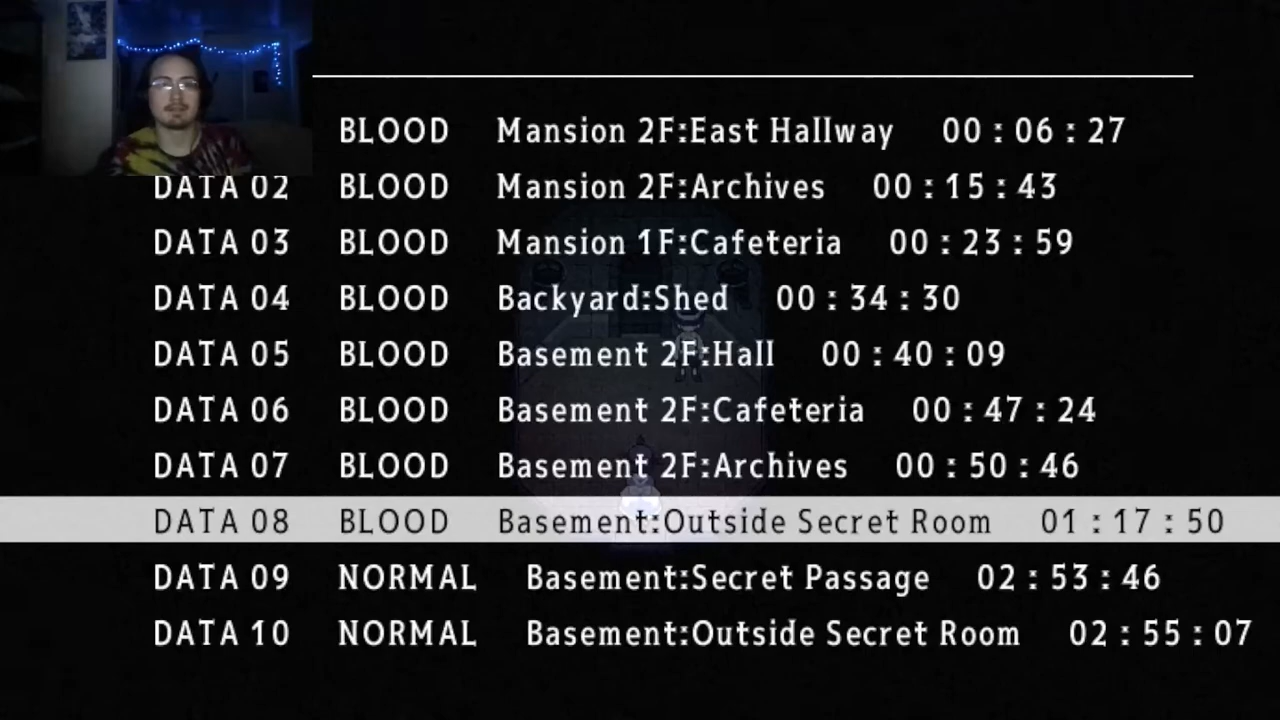 BLOOD Mansion 2F:East Hallway 00 : 06 : 27
DATA 02 BLOOD Mansion 2F:Archives 00 : 15 : 43
DATA 03 BLOOD Mansion 1F:Cafeteria 00 : 23 : 59
DATA 04 BLOOD Backyard:Shed 00 : 34 : 30
DATA 05 BLOOD Basement 2F:Hall 00 : 40 : 09
DATA 06 BLOOD Basement 2F:Cafeteria 00 : 47 : 24
DATA 07 BLOOD Basement 2F:Archives 00 : 50 : 46
DATA 08 BLOOD Basement:Outside Secret Room 01 : 17 : 50
DATA 09 NORMAL Basement:Secret Passage 02 : 53 : 46
DATA 10 NORMAL Basement:Outside Secret Room 02 : 55 : 07